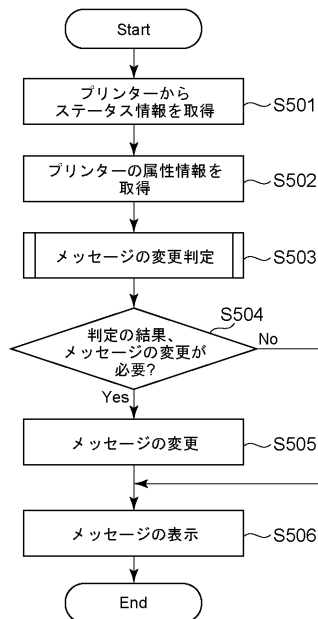 Start
プリンターから
ステータス情報を取得
S501
プリンターの属性情報を
取得
S502
メッセージの変更判定
S503
S504
判定の結果、
メッセージの変更が
必要?
No
Yes
メッセージの変更
S505
メッセージの表示
S506
End